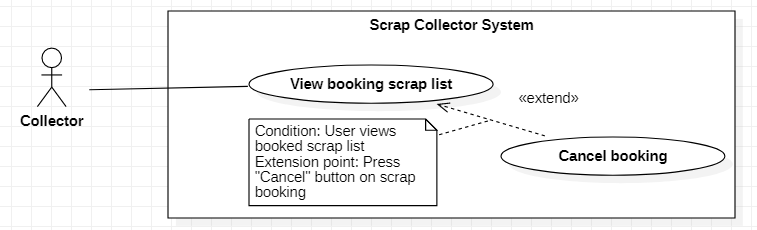 Scrap Collector System
Collector
View booking scrap list
«extend»
Condition: User views
booked scrap list
Extension point: Press
"Cancel" button on scrap
booking
Cancel booking